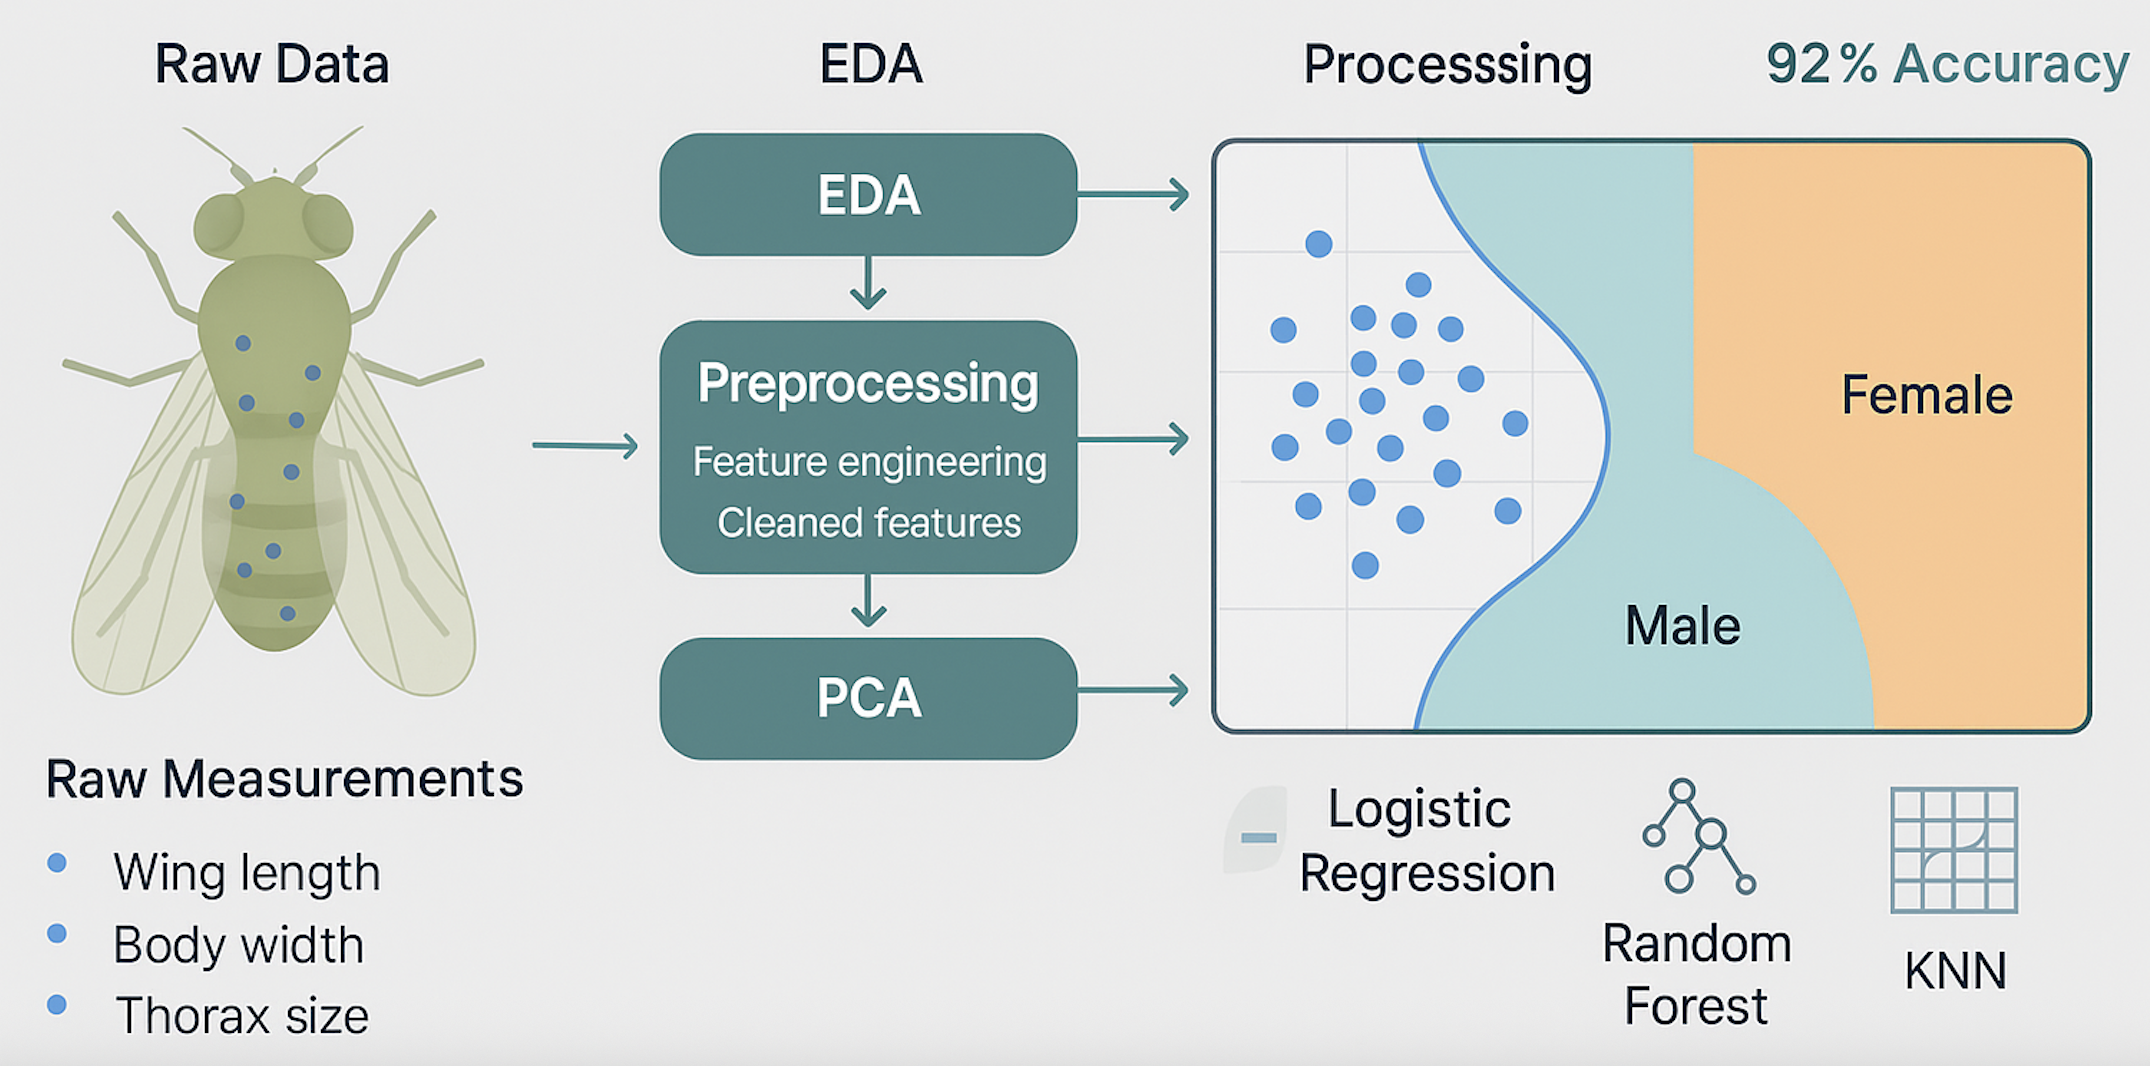 Raw Data
EDA
Processsing
92% Accuracy
EDA
Preprocessing
Feature engineering
Cleaned features
PCA
Female
Male
Raw Measurements
Wing length
Body width
Thorax size
Logistic
Regression
Random
Forest
KNN